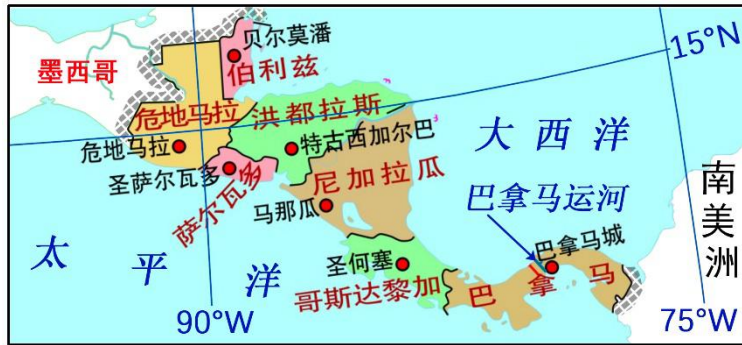 贝尔莫潘
伯利兹
15°N
墨西哥
危地马拉
洪都拉斯
危地马拉
特古西加尔巴
大西洋
圣萨尔瓦多
萨尔瓦多
尼加拉瓜
马那瓜
巴拿马运河
南美洲
太平洋
圣何塞
巴拿马城
哥斯达黎加
巴拿马
90°W
75°W